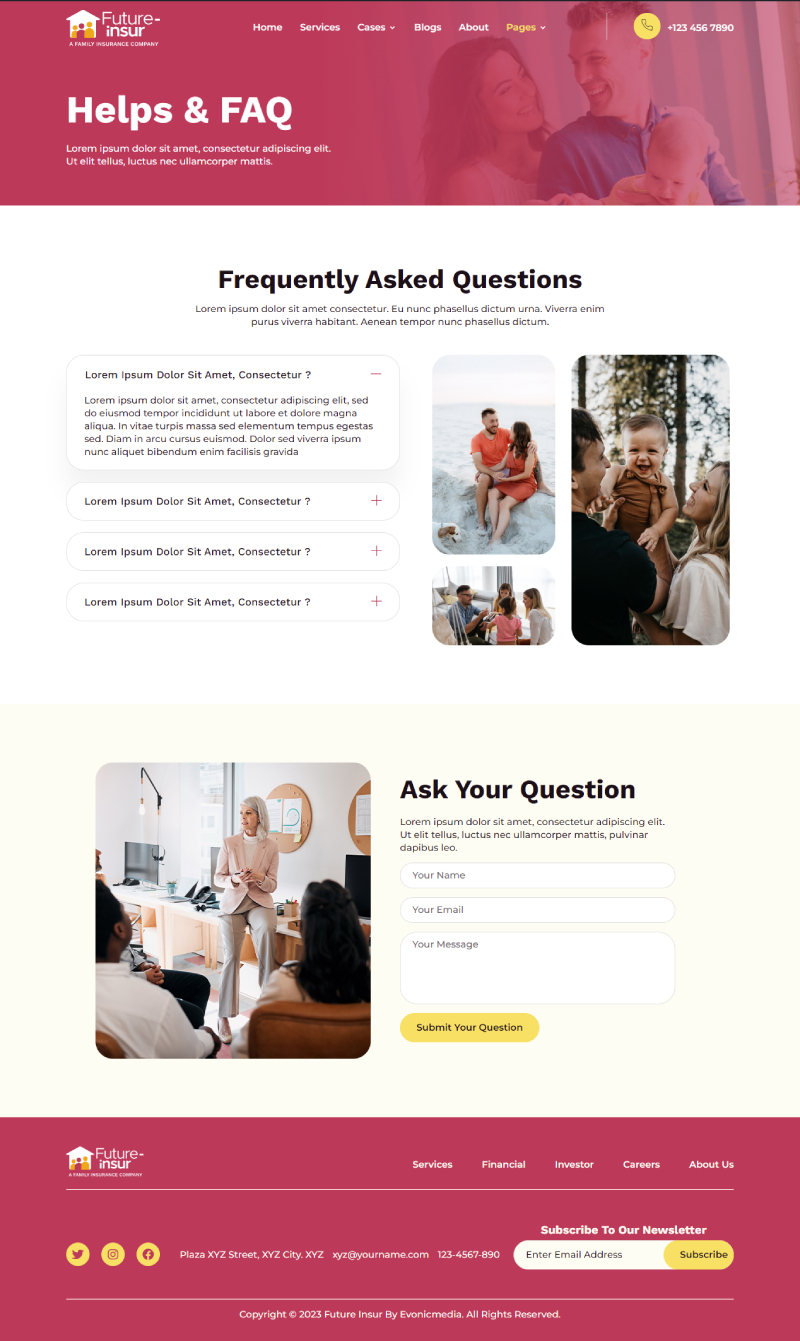 Future-
insur
A FAMILY INSURANCE COMPANY
Home Services Cases Blogs About Pages
+123 456 7890
Helps & FAQ
Lorem ipsum dolor sit amet, consectetur adipiscing elit.
Ut elit tellus, luctus nec ullamcorper mattis.
Frequently Asked Questions
Lorem ipsum dolor sit amet consectetur. Eu nunc phasellus dictum urna. Viverra enim
purus viverra habitant. Aenean tempor nunc phasellus dictum.
Lorem Ipsum Dolor Sit Amet, Consectetur ?
Lorem ipsum dolor sit amet, consectetur adipiscing elit, sed
do eiusmod tempor incididunt ut labore et dolore magna
aliqua. In vitae turpis massa sed elementum tempus egestas
sed. Diam in arcu cursus euismod. Dolor sed viverra ipsum
nunc aliquet bibendum enim facilisis gravida
Lorem Ipsum Dolor Sit Amet, Consectetur ?
Lorem Ipsum Dolor Sit Amet, Consectetur ?
Lorem Ipsum Dolor Sit Amet, Consectetur ?
Ask Your Question
Lorem ipsum dolor sit amet, consectetur adipiscing elit.
Ut elit tellus, luctus nec ullamcorper mattis, pulvinar
dapibus leo.
Your Name
Your Email
Your Message
Submit Your Question
Future-
insur
A FAMILY INSURANCE COMPANY
Services Financial Investor Careers About Us
Subscribe To Our Newsletter
Plaza XYZ Street, XYZ City. XYZ xyz@yourname.com 123-4567-890
Enter Email Address Subscribe
Copyright © 2023 Future Insur By Evonicmedia. All Rights Reserved.